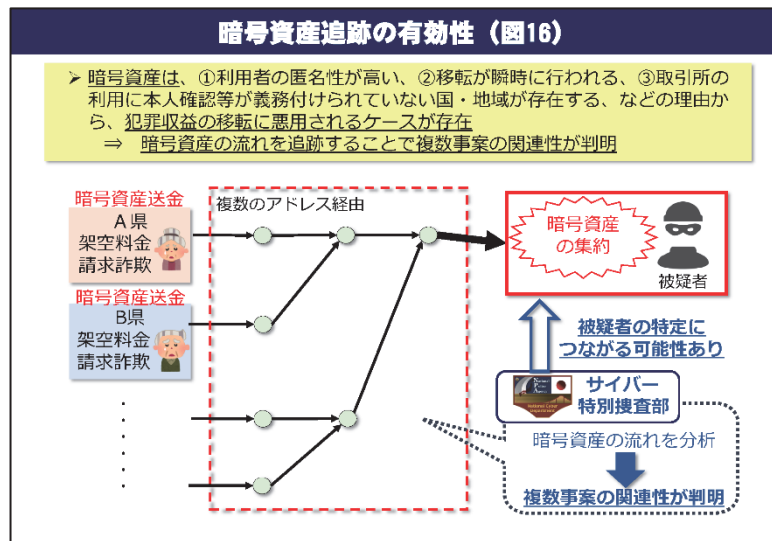 暗号資産追跡の有効性（図16）
➢ 暗号資産は、①利用者の匿名性が高い、②移転が瞬時に行われる、③取引所の
利用に本人確認等が義務付けられていない国・地域が存在する、などの理由か
ら、犯罪収益の移転に悪用されるケースが存在
⇒ 暗号資産の流れを追跡することで複数事案の関連性が判明
暗号資産送金
A県
架空料金
請求詐欺
暗号資産送金
B県
架空料金
請求詐欺
複数のアドレス経由
暗号資産
の集約
被疑者
被疑者の特定に
つながる可能性あり
サイバー
特別捜査部
暗号資産の流れを分析
複数事案の関連性が判明